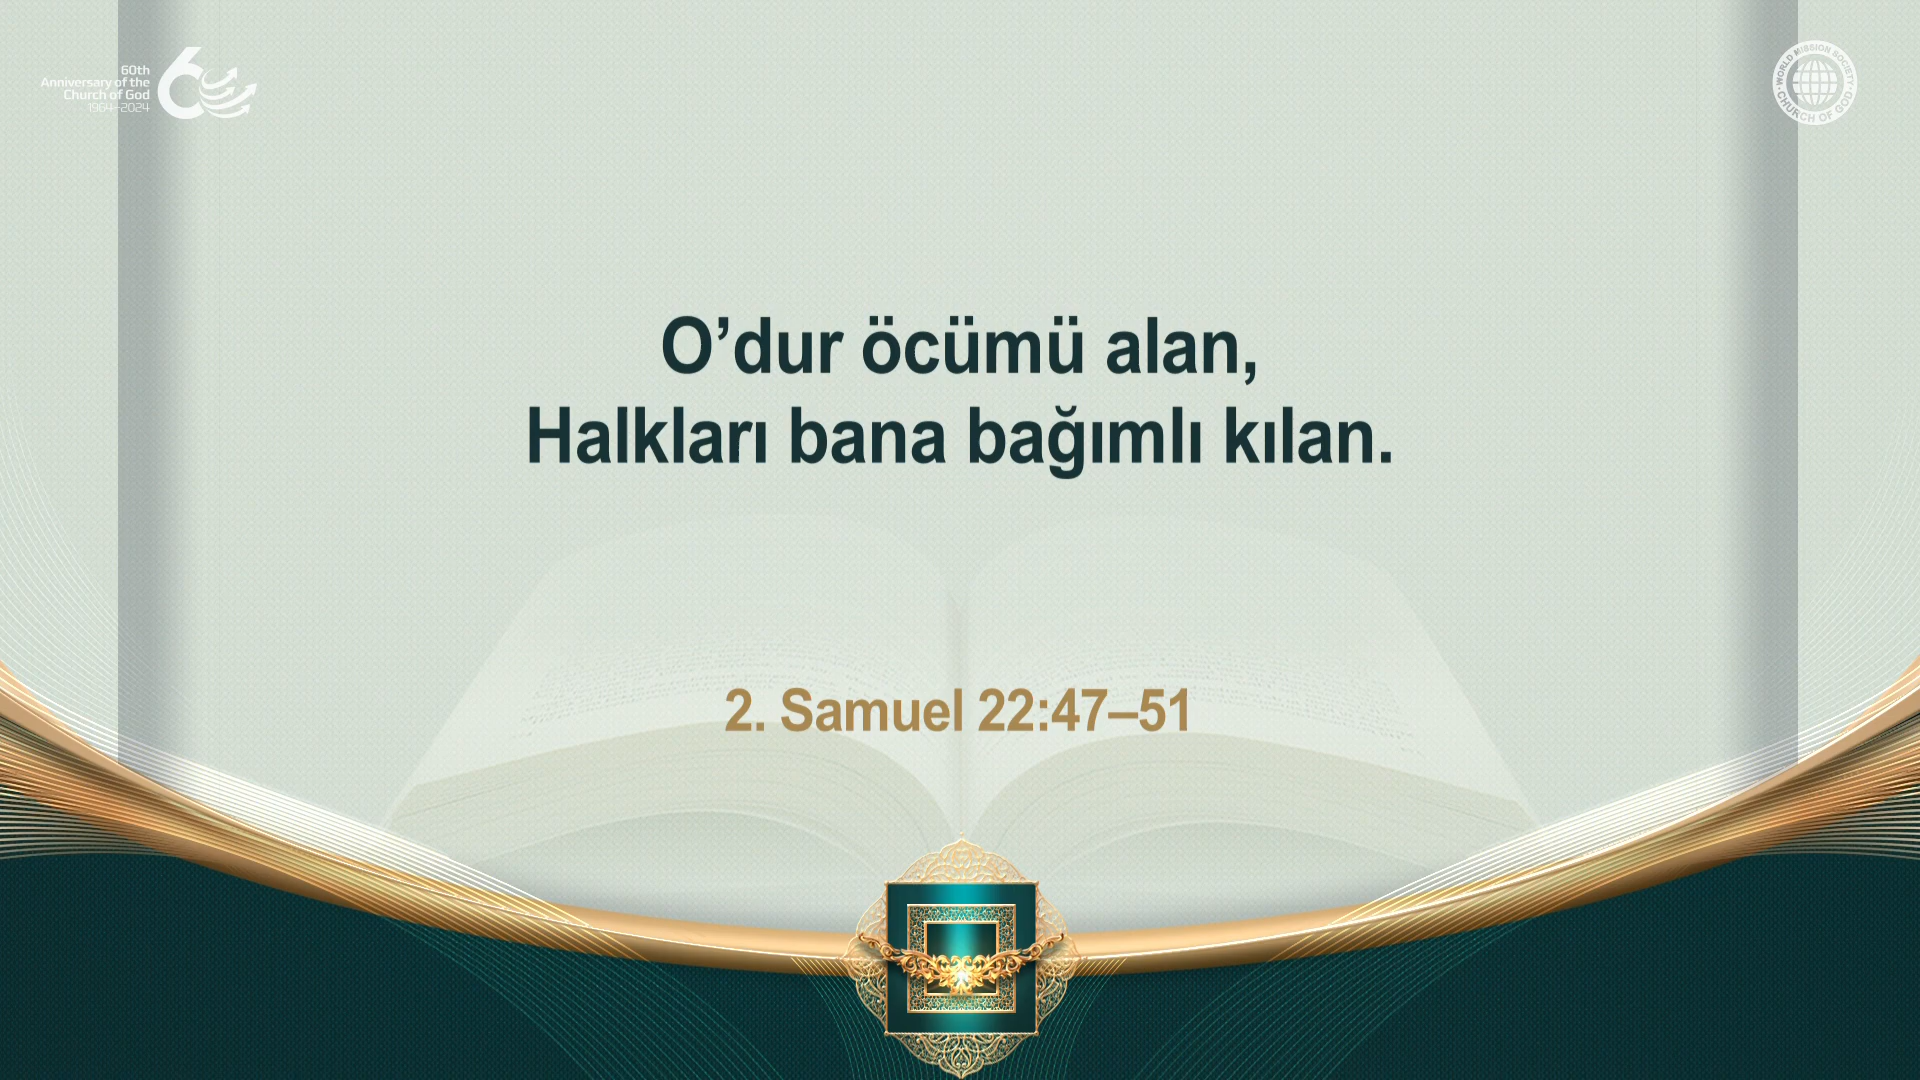 60th
Anniversary of the
Church of God
1964–2024
WORLD MISSION SOCIETY
CHURCH OF GOD
O’dur öcümü alan,
Halkları bana bağımlı kılan.
2. Samuel 22:47–51